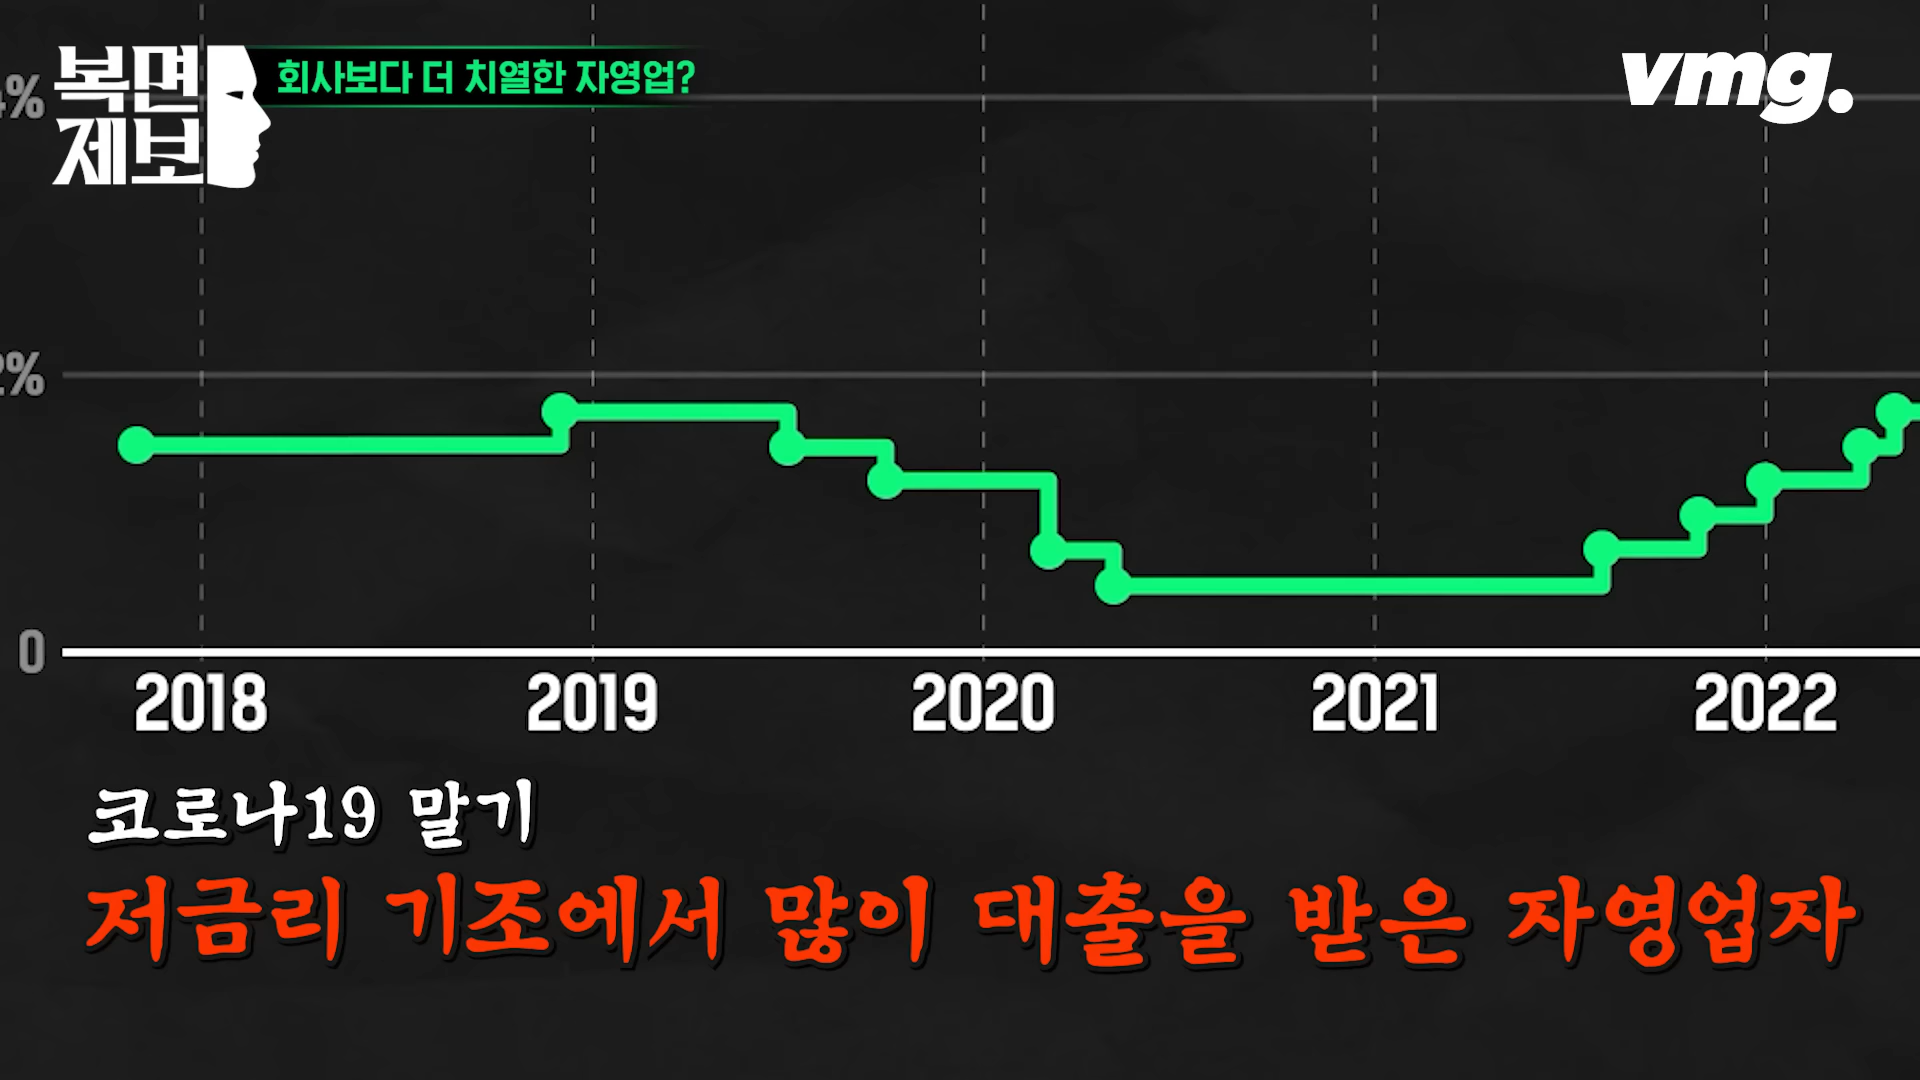 복면
제보
회사보다 더 치열한 자영업?
vmg.
4%
2%
0
2018
2019
2020
2021
2022
코로나19 말기
저금리 기조에서 많이 대출을 받은 자영업자